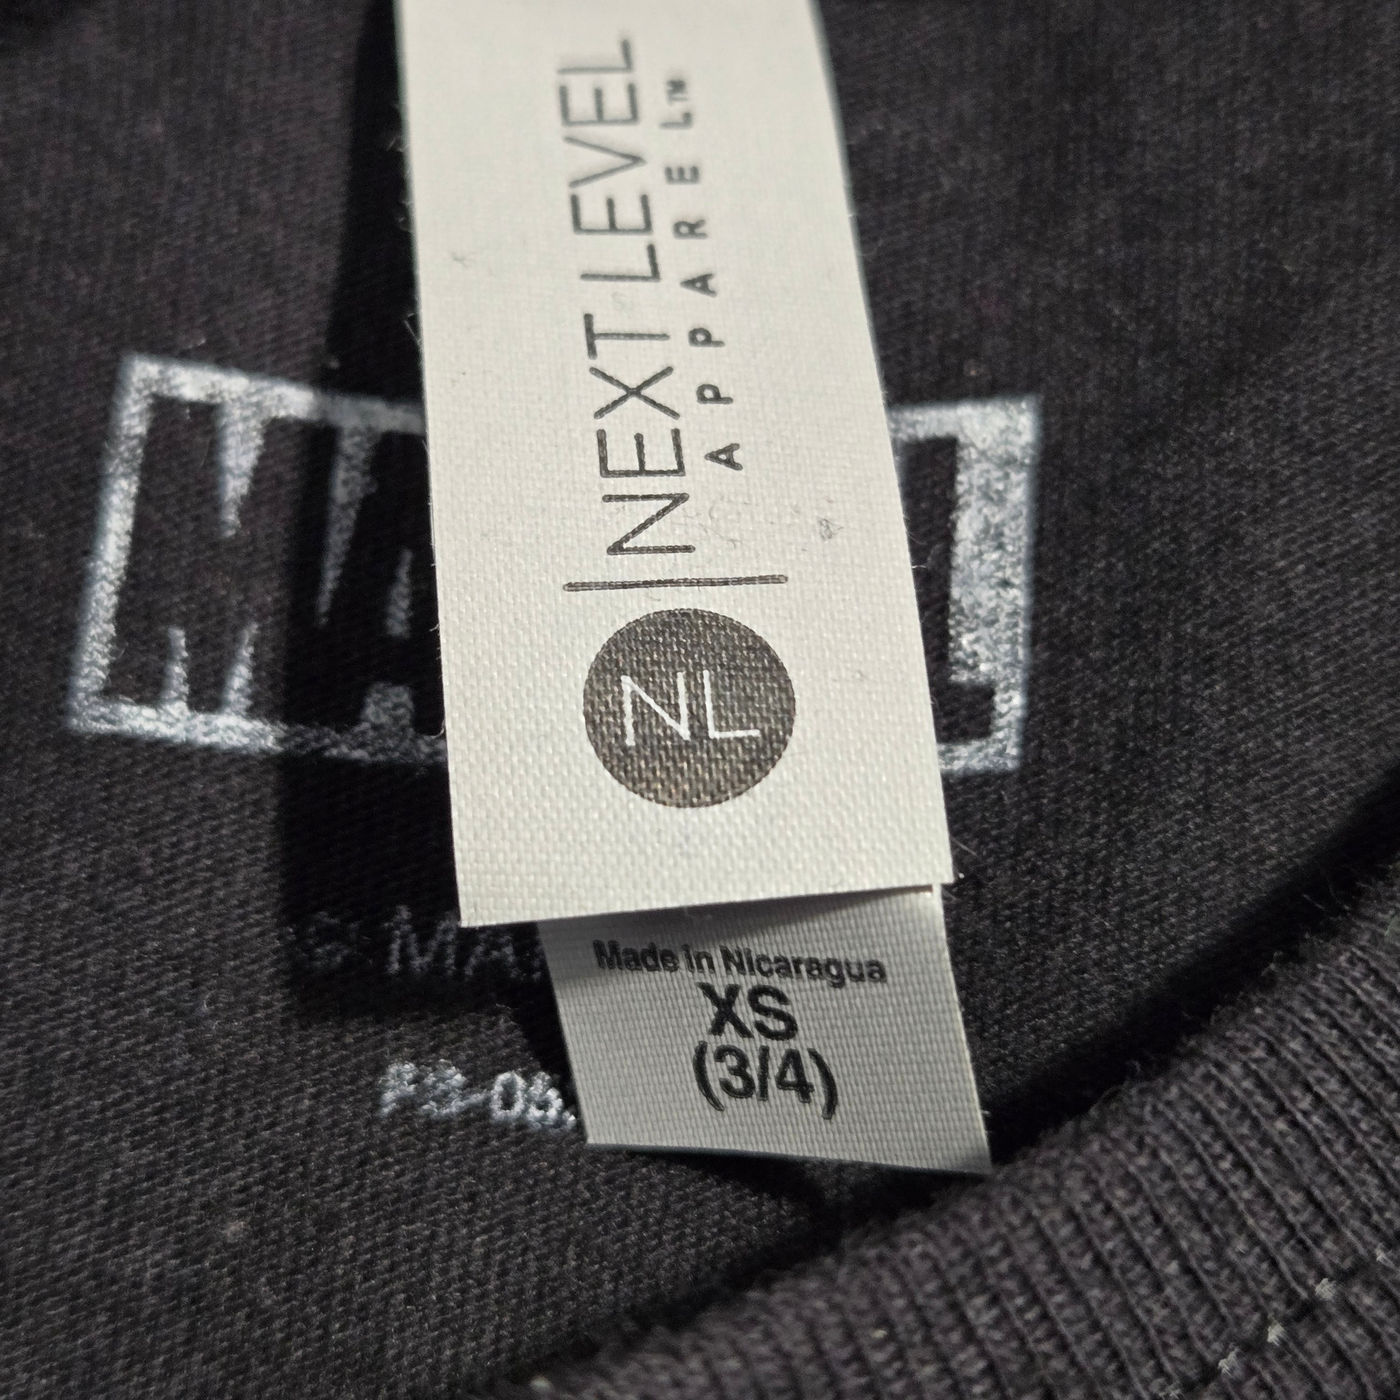 NEXT LEVEL
APPAREL™
NL
Made in Nicaragua
XS
(3/4)